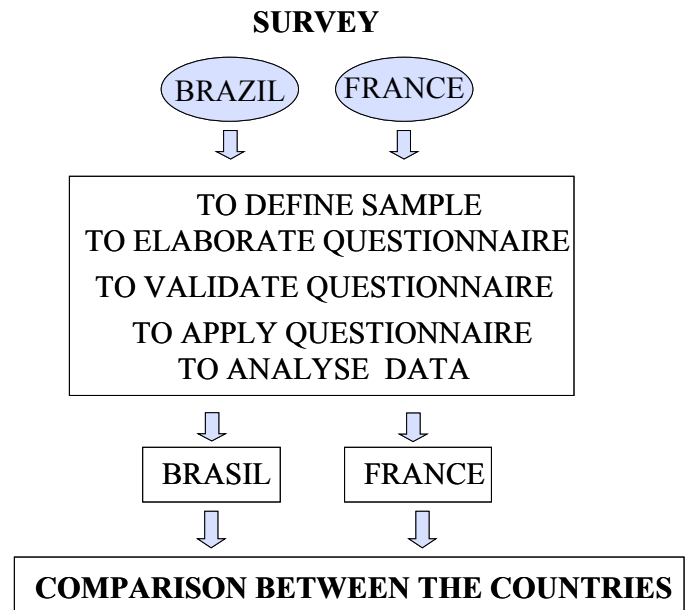 SURVEY
BRAZIL FRANCE
TO DEFINE SAMPLE
TO ELABORATE QUESTIONNAIRE
TO VALIDATE QUESTIONNAIRE
TO APPLY QUESTIONNAIRE
TO ANALYSE DATA
BRASIL FRANCE
COMPARISON BETWEEN THE COUNTRIES